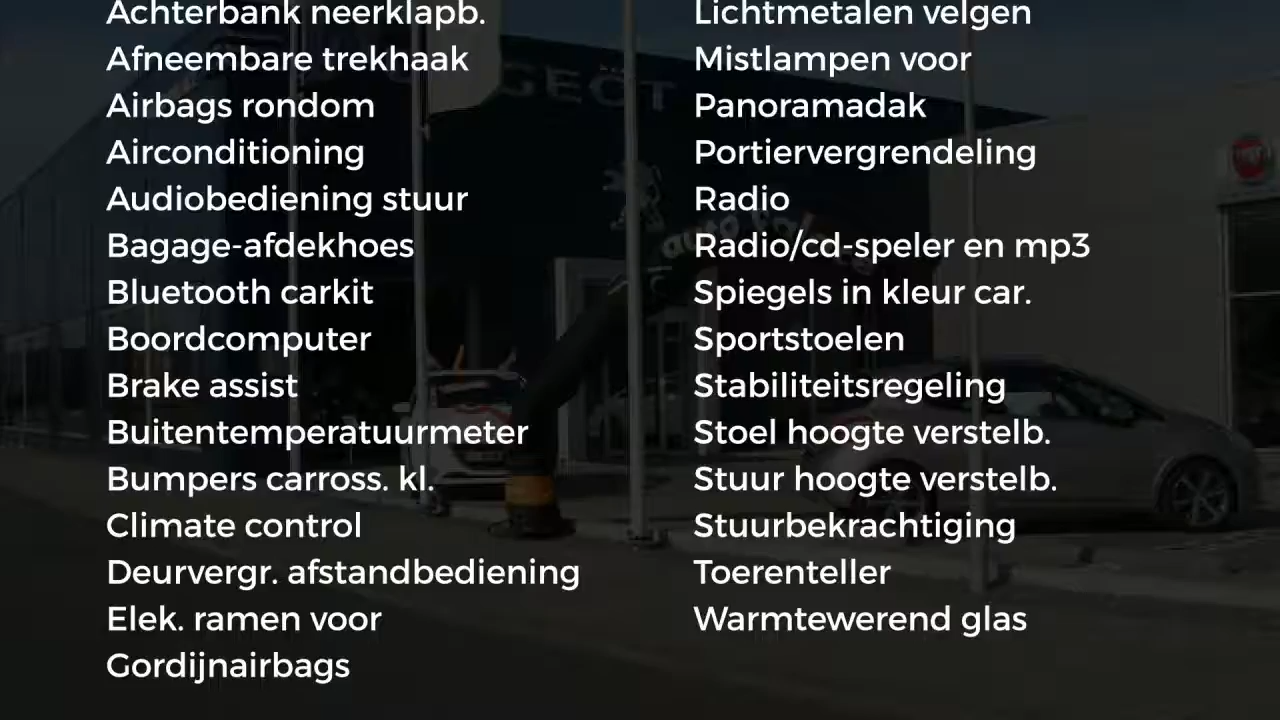 Achterbank neerklapb.
Afneembare trekhaak
Airbags rondom
Airconditioning
Audiobediening stuur
Bagage-afdekhoes
Bluetooth carkit
Boordcomputer
Brake assist
Buitentemperatuurmeter
Bumpers carross. kl.
Climate control
Deurvergr. afstandbediening
Elek. ramen voor
Gordijnairbags
Lichtmetalen velgen
Mistlampen voor
Panoramadak
Portiervergrendeling
Radio
Radio/cd-speler en mp3
Spiegels in kleur car.
Sportstoelen
Stabiliteitsregeling
Stoel hoogte verstelb.
Stuur hoogte verstelb.
Stuurbekrachtiging
Toerenteller
Warmtewerend glas